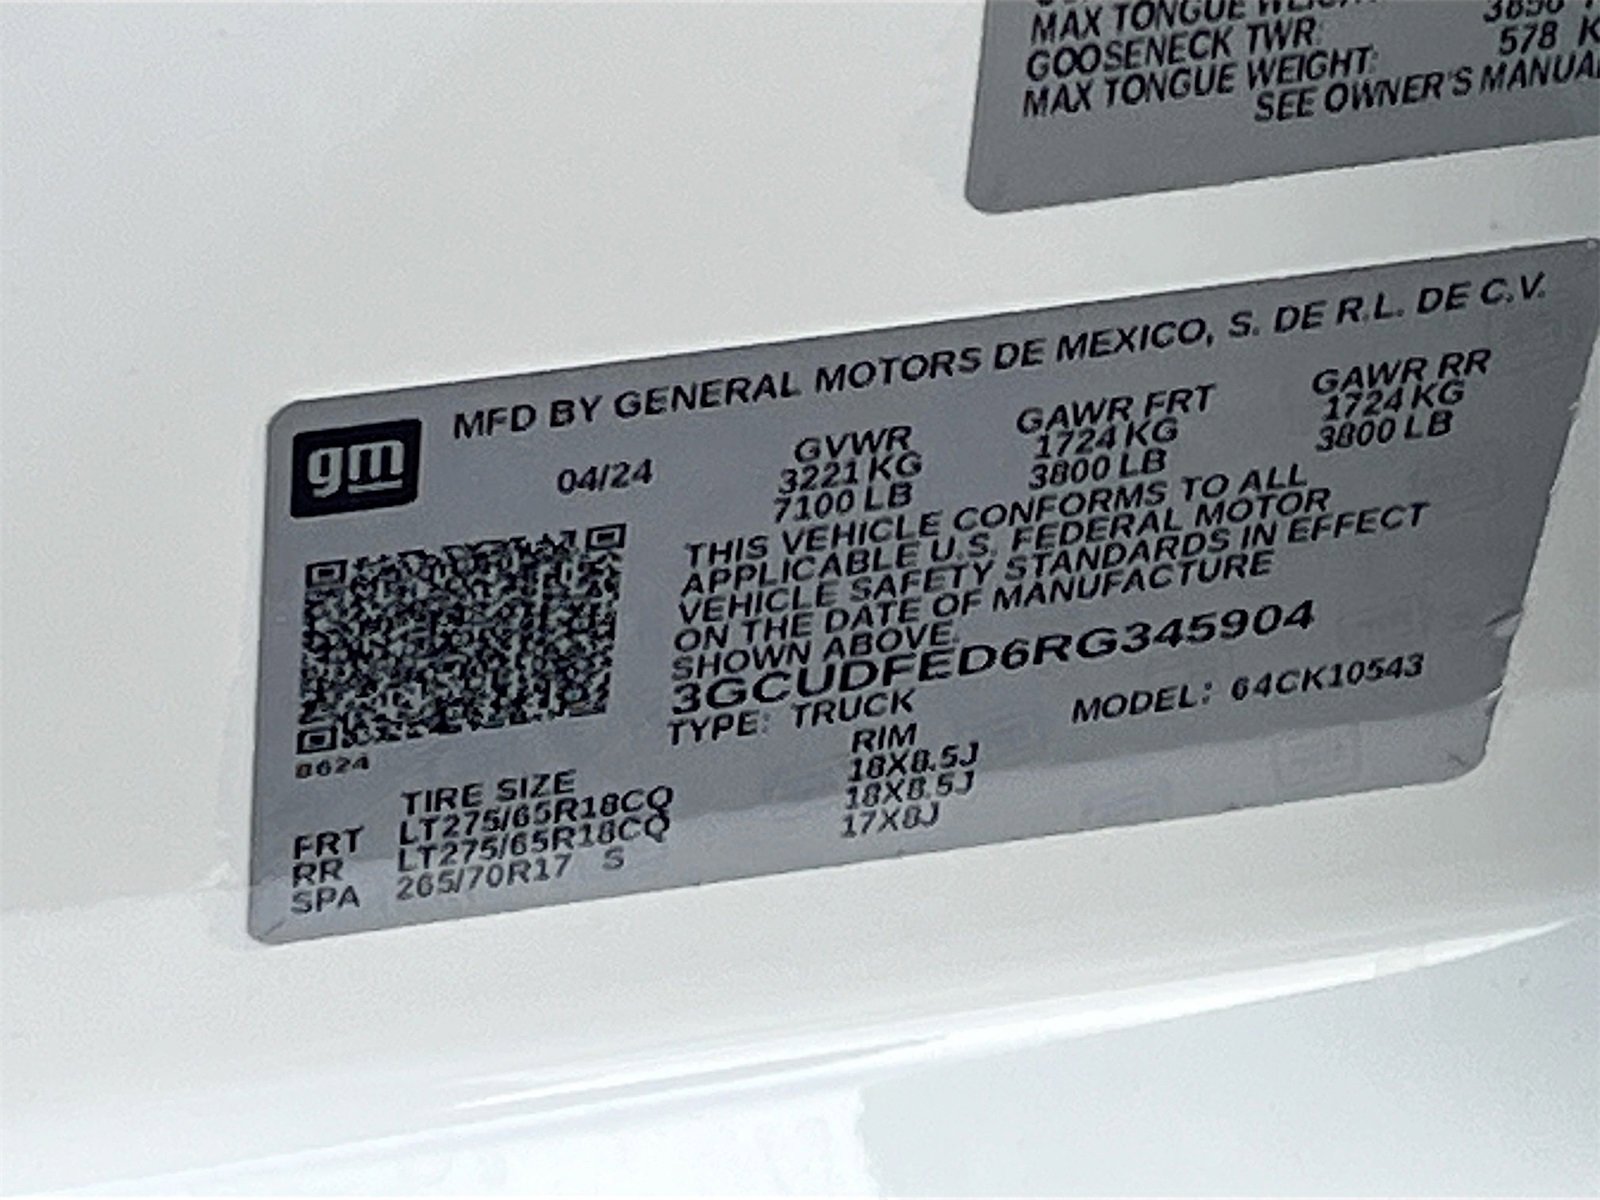 MAX TONGUE
GOOSENECK TWR:
MAX TONGUE WEIGHT: 578
SEE OWNER'S MANUAL
gm
MFD BY GENERAL MOTORS DE MEXICO, S. DE R.L. DE C.V.
04/24
GVWR GAWR FRT GAWR RR
3221 KG 1724 KG 1724 KG
7100 LB 3800 LB 3800 LB
THIS VEHICLE CONFORMS TO ALL
APPLICABLE U.S. FEDERAL MOTOR
VEHICLE SAFETY STANDARDS IN EFFECT
ON THE DATE OF MANUFACTURE
SHOWN ABOVE.
3GCUDFED6RG345904
TYPE: TRUCK MODEL: 64CK10543
8624
TIRE SIZE RIM
FRT LT275/65R18CQ 18X8.5J
RR LT275/65R18CQ 18X8.5J
SPA 265/70R17 S 17X8J